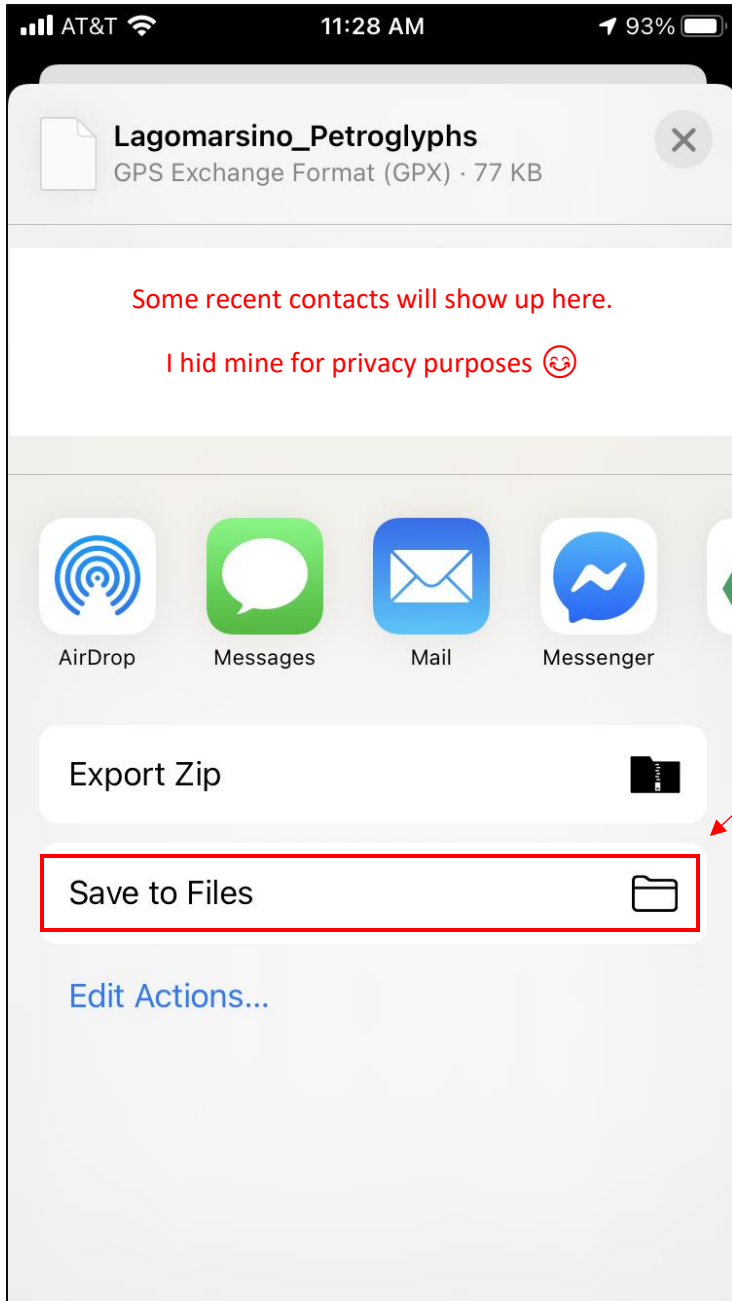 AT&T 11:28 AM 93%
Lagomarsino_Petroglyphs
GPS Exchange Format (GPX) · 77 KB
Some recent contacts will show up here.
I hid mine for privacy purposes 😊
AirDrop Messages Mail Messenger
Export Zip
Save to Files
Edit Actions...